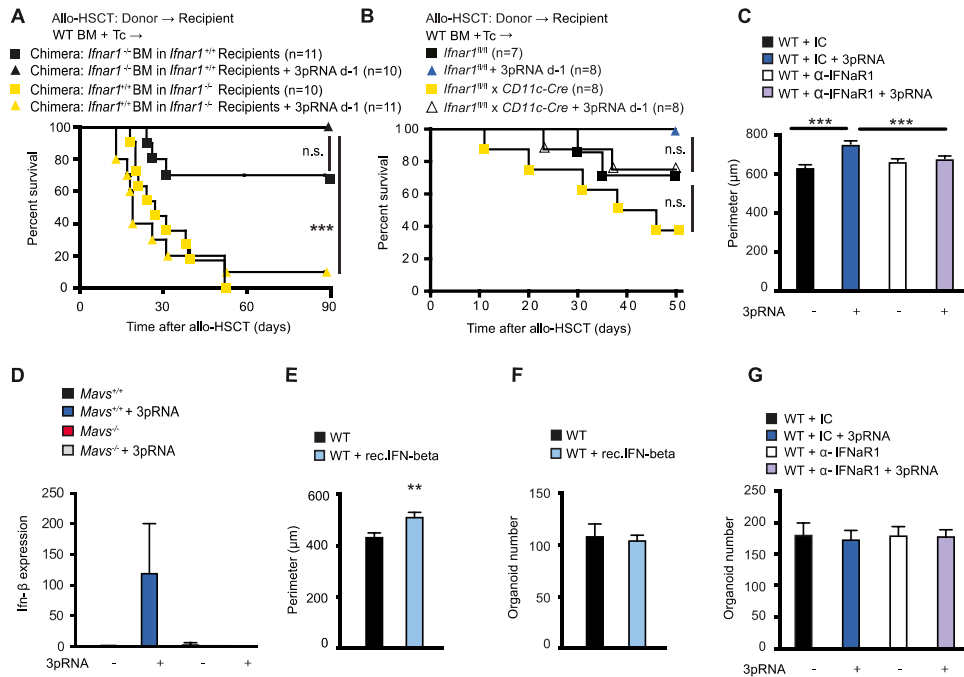 A
Allo-HSCT: Donor → Recipient
WT BM + Tc →
Chimera: Ifnar1-/- BM in Ifnar1+/+ Recipients (n=11)
Chimera: Ifnar1-/- BM in Ifnar1+/+ Recipients + 3pRNA d-1 (n=10)
Chimera: Ifnar1+/+ BM in Ifnar1-/- Recipients (n=10)
Chimera: Ifnar1+/+ BM in Ifnar1-/- Recipients + 3pRNA d-1 (n=11)
Percent survival
100
80
60
40
20
0
n.s.
***
0 30 60 90
Time after allo-HSCT (days)
B
Allo-HSCT: Donor → Recipient
WT BM + Tc →
Ifnar1fl/fl (n=7)
Ifnar1fl/fl + 3pRNA d-1 (n=8)
Ifnar1fl/fl x CD11c-Cre (n=8)
Ifnar1fl/fl x CD11c-Cre + 3pRNA d-1 (n=8)
Percent survival
100
80
60
40
20
0
n.s.
n.s.
0 10 20 30 40 50
Time after allo-HSCT (days)
C
WT + IC
WT + IC + 3pRNA
WT + α-IFNaR1
WT + α-IFNaR1 + 3pRNA
Perimeter (µm)
800
600
400
200
0
*** ***
3pRNA - + - +
D
Mavs+/+
Mavs+/+ + 3pRNA
Mavs-/-
Mavs-/- + 3pRNA
Ifn-β expression
250
200
150
100
50
0
3pRNA - + - +
E
WT
WT + rec.IFN-beta
Perimeter (µm)
600
400
200
0
**
F
WT
WT + rec.IFN-beta
Organoid number
150
100
50
0
G
WT + IC
WT + IC + 3pRNA
WT + α- IFNaR1
WT + α- IFNaR1 + 3pRNA
Organoid number
250
200
150
100
50
0
3pRNA - + - +